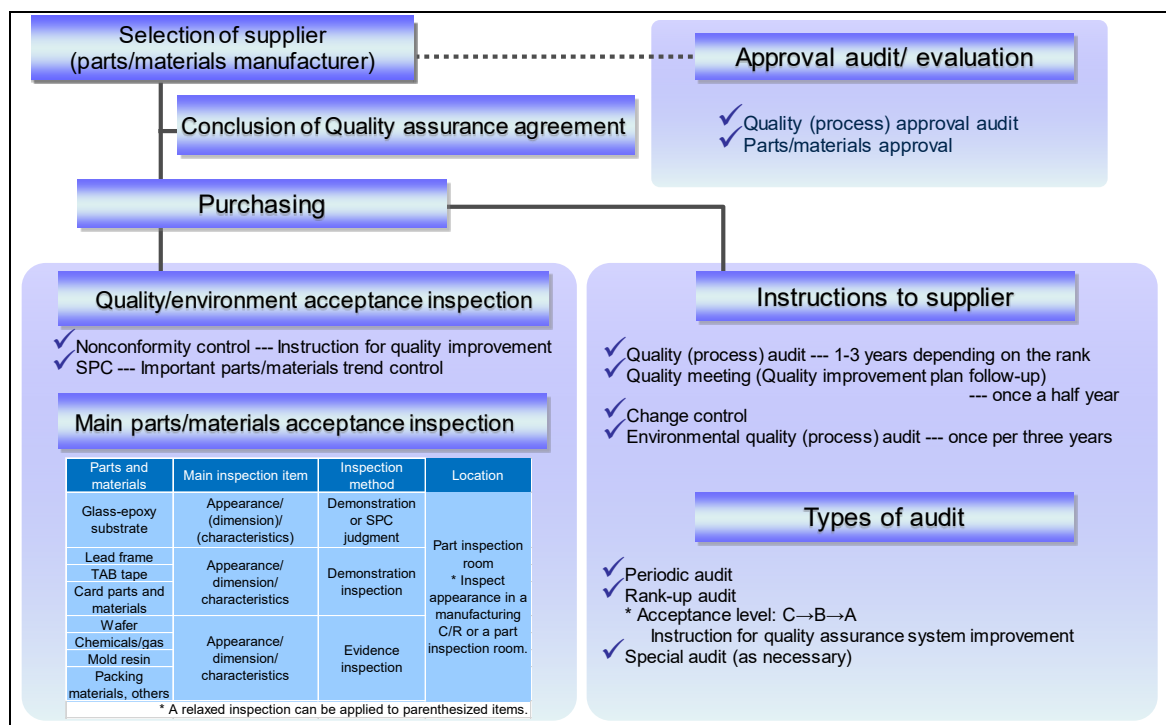 Selection of supplier
(parts/materials manufacturer)
Approval audit/ evaluation
✓ Quality (process) approval audit
✓ Parts/materials approval
Conclusion of Quality assurance agreement
Purchasing
Quality/environment acceptance inspection
✓ Nonconformity control --- Instruction for quality improvement
✓ SPC --- Important parts/materials trend control
Main parts/materials acceptance inspection
Parts and
materials
Main inspection item
Inspection
method
Location
Glass-epoxy
substrate
Appearance/
(dimension)/
(characteristics)
Demonstration
or SPC
judgment
Lead frame
TAB tape
Card parts and
materials
Appearance/
dimension/
characteristics
Demonstration
inspection
Wafer
Chemicals/gas
Mold resin
Packing
materials, others
Appearance/
dimension/
characteristics
Evidence
inspection
Part inspection
room
* Inspect
appearance in a
manufacturing
C/R or a part
inspection room.
* A relaxed inspection can be applied to parenthesized items.
Instructions to supplier
✓ Quality (process) audit --- 1-3 years depending on the rank
✓ Quality meeting (Quality improvement plan follow-up)
--- once a half year
✓ Change control
✓ Environmental quality (process) audit --- once per three years
Types of audit
✓ Periodic audit
✓ Rank-up audit
* Acceptance level: C→B→A
Instruction for quality assurance system improvement
✓ Special audit (as necessary)